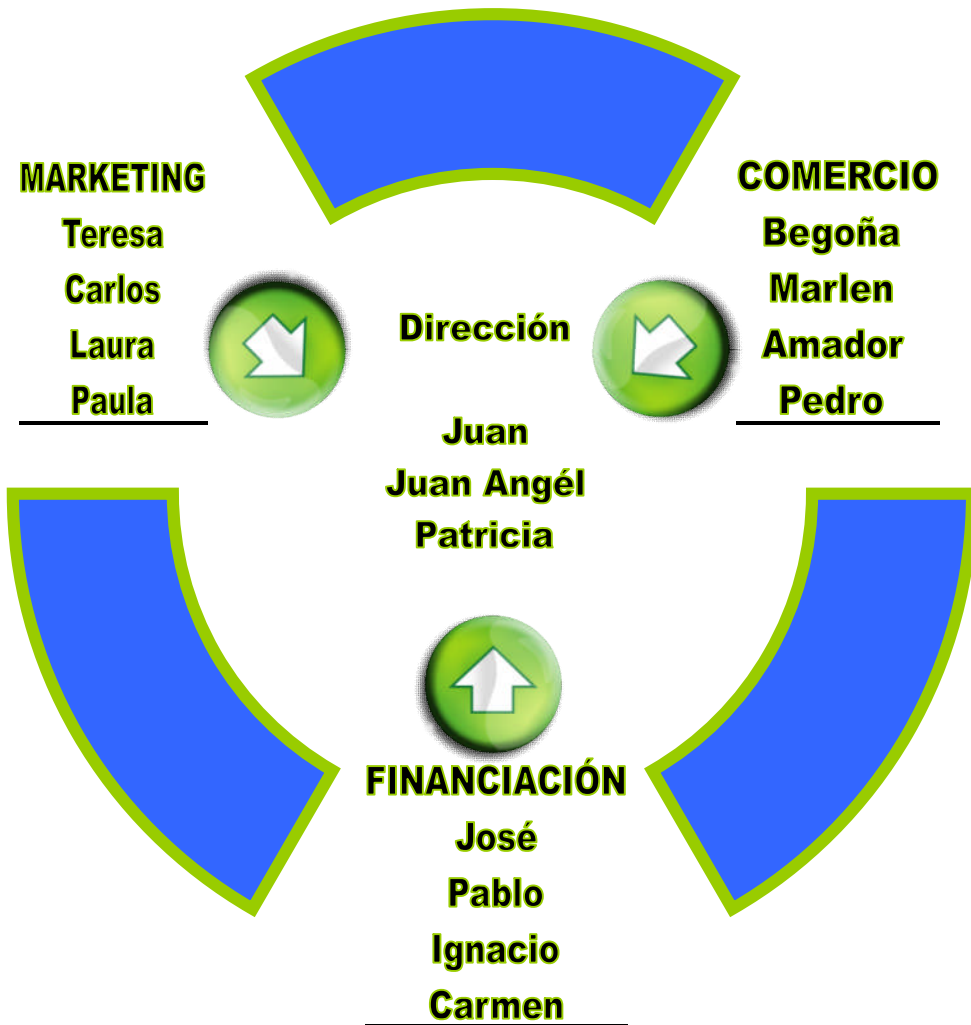 MARKETING
Teresa
Carlos
Laura
Paula
COMERCIO
Begoña
Marlen
Amador
Pedro
Dirección
Juan
Juan Angél
Patricia
FINANCIACIÓN
José
Pablo
Ignacio
Carmen